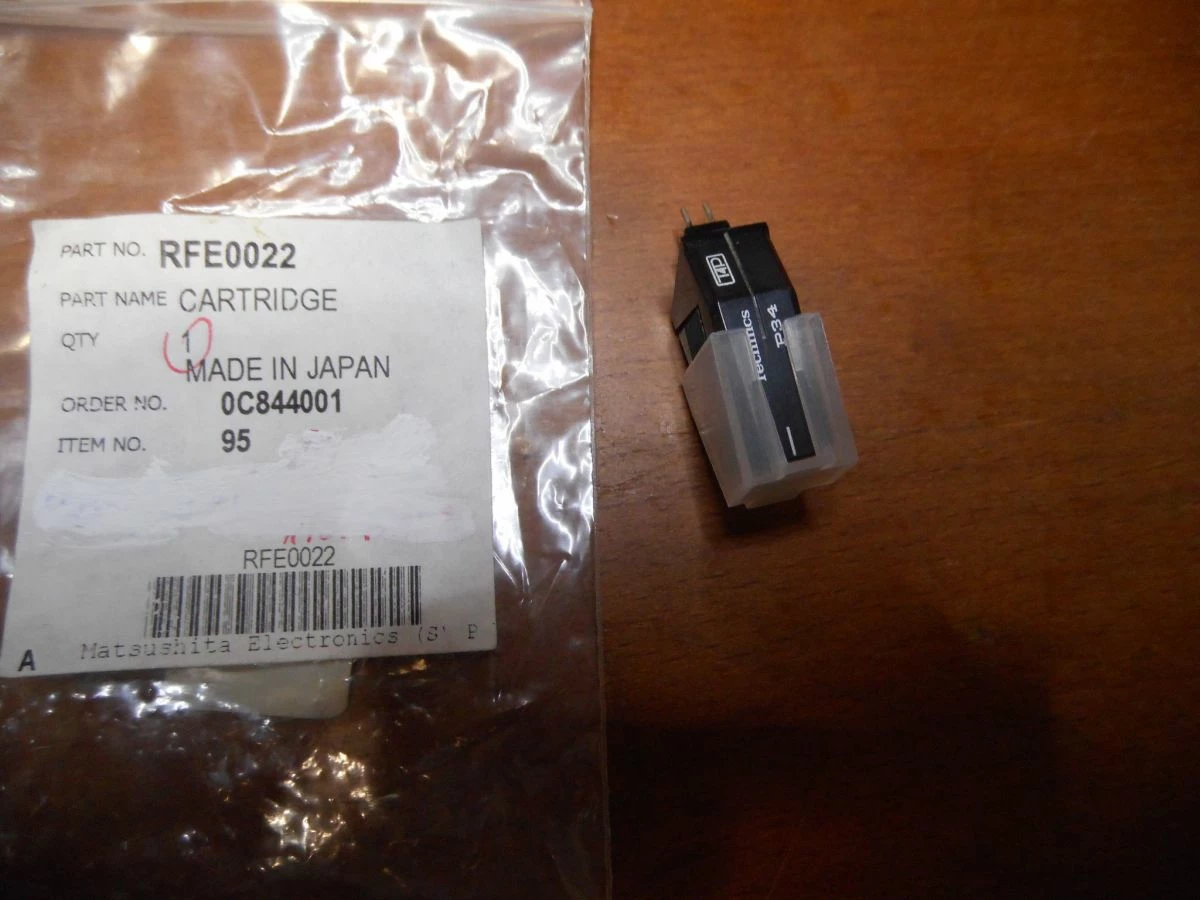 PART NO. RFE0022
PART NAME CARTRIDGE
QTY 1
MADE IN JAPAN
ORDER NO. 0C844001
ITEM NO. 95
RFE0022
Matsushita Electronics (S) P
A
T4P
Technics
P34